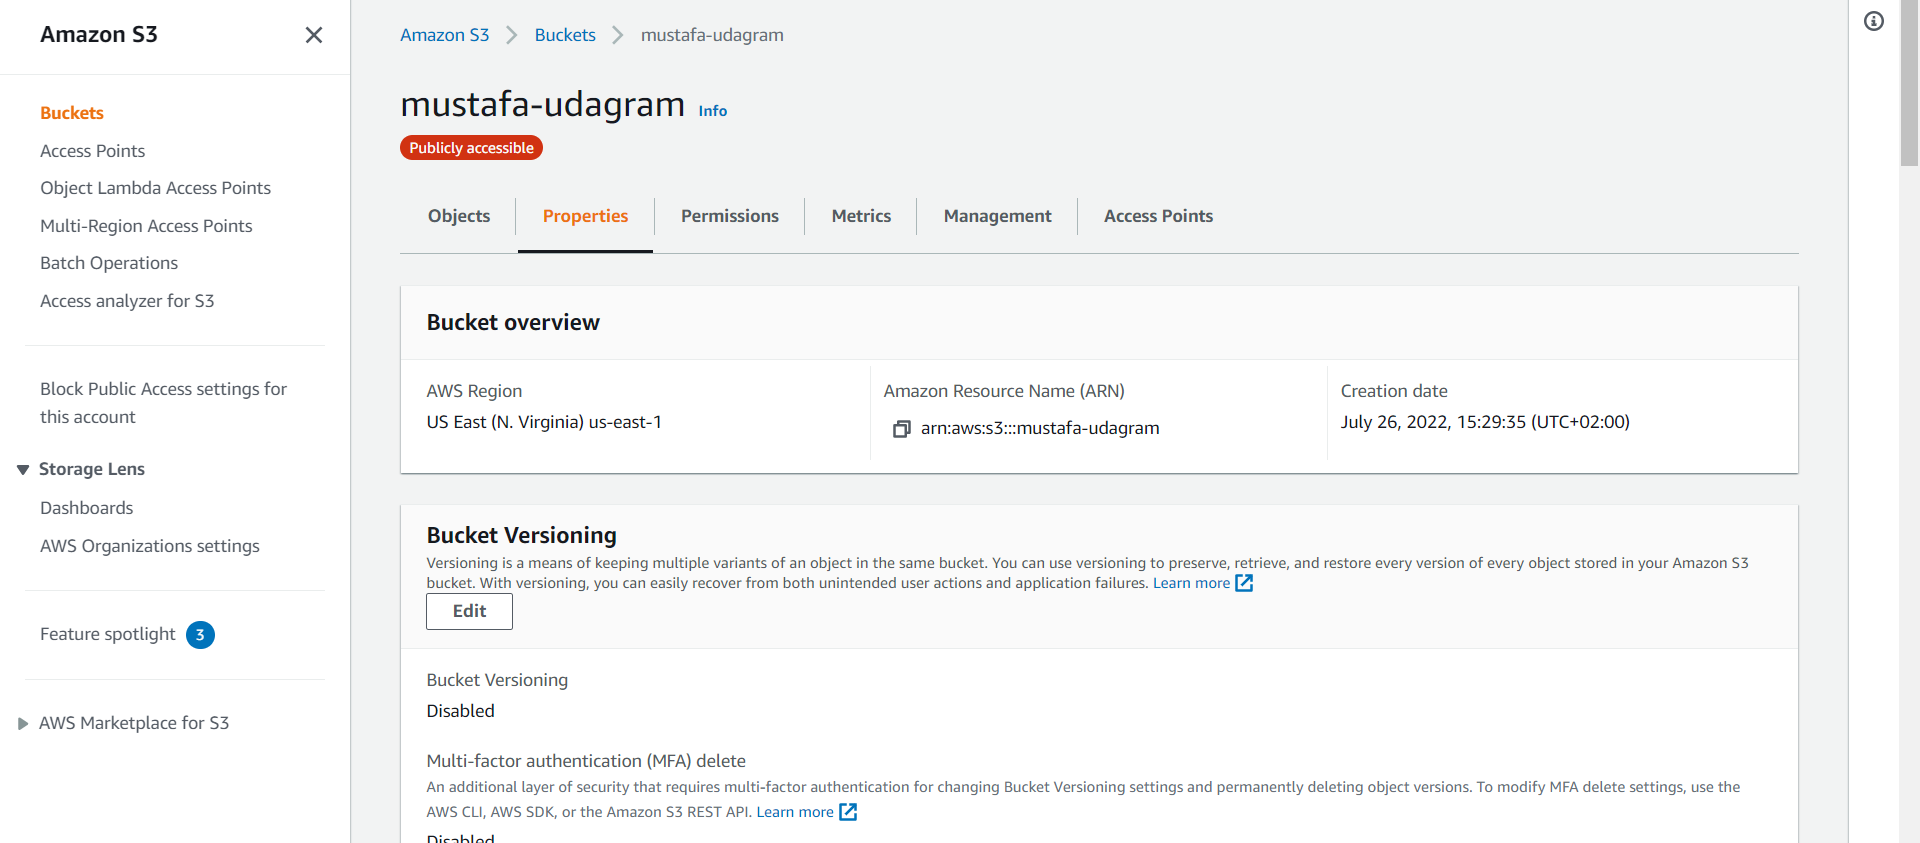 Amazon S3
Buckets
Access Points
Object Lambda Access Points
Multi-Region Access Points
Batch Operations
Access analyzer for S3
Block Public Access settings for
this account
Storage Lens
Dashboards
AWS Organizations settings
Feature spotlight 3
AWS Marketplace for S3
Amazon S3 Buckets mustafa-udagram
mustafa-udagram Info
Publicly accessible
Objects Properties Permissions Metrics Management Access Points
Bucket overview
AWS Region
US East (N. Virginia) us-east-1
Amazon Resource Name (ARN)
arn:aws:s3:::mustafa-udagram
Creation date
July 26, 2022, 15:29:35 (UTC+02:00)
Bucket Versioning
Versioning is a means of keeping multiple variants of an object in the same bucket. You can use versioning to preserve, retrieve, and restore every version of every object stored in your Amazon S3
bucket. With versioning, you can easily recover from both unintended user actions and application failures. Learn more
Edit
Bucket Versioning
Disabled
Multi-factor authentication (MFA) delete
An additional layer of security that requires multi-factor authentication for changing Bucket Versioning settings and permanently deleting object versions. To modify MFA delete settings, use the
AWS CLI, AWS SDK, or the Amazon S3 REST API. Learn more
Disabled